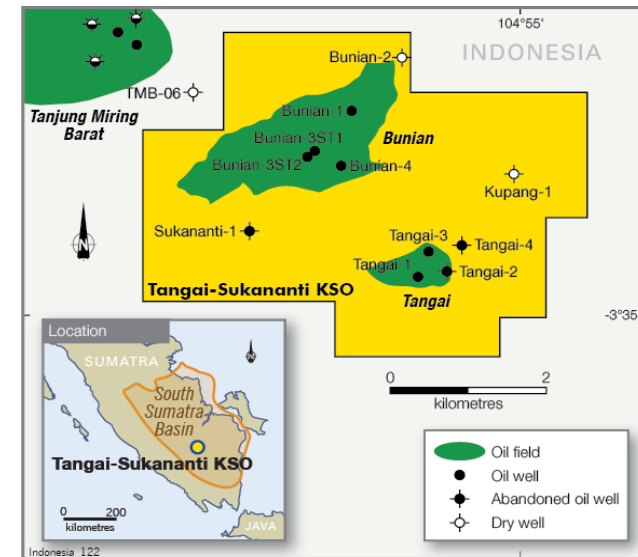 104°55'
INDONESIA
Bunian-2
TMB-06
Tanjung Miring
Barat
Bunian-1
Bunian
Bunian-3ST1
Bunian-3ST2
Bunian-4
Kupang-1
Sukananti-1
Tangai-3
Tangai-4
Tangai-1
Tangai-2
Tangai-Sukananti KSO
Tangai
-3°35
N
0 2
kilometres
Location
SUMATRA
South
Sumatra
Basin
Tangai-Sukananti KSO
0 200
kilometres
JAVA
Indonesia 122
Oil field
Oil well
Abandoned oil well
Dry well